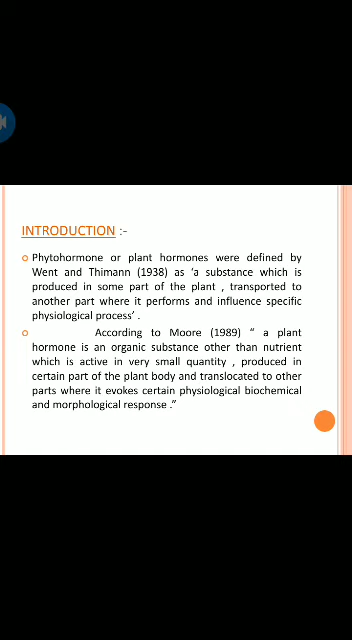 INTRODUCTION :-
Phytohormone or plant hormones were defined by
Went and Thimann (1938) as ‘a substance which is
produced in some part of the plant , transported to
another part where it performs and influence specific
physiological process’ .
According to Moore (1989) “ a plant
hormone is an organic substance other than nutrient
which is active in very small quantity , produced in
certain part of the plant body and translocated to other
parts where it evokes certain physiological biochemical
and morphological response .”